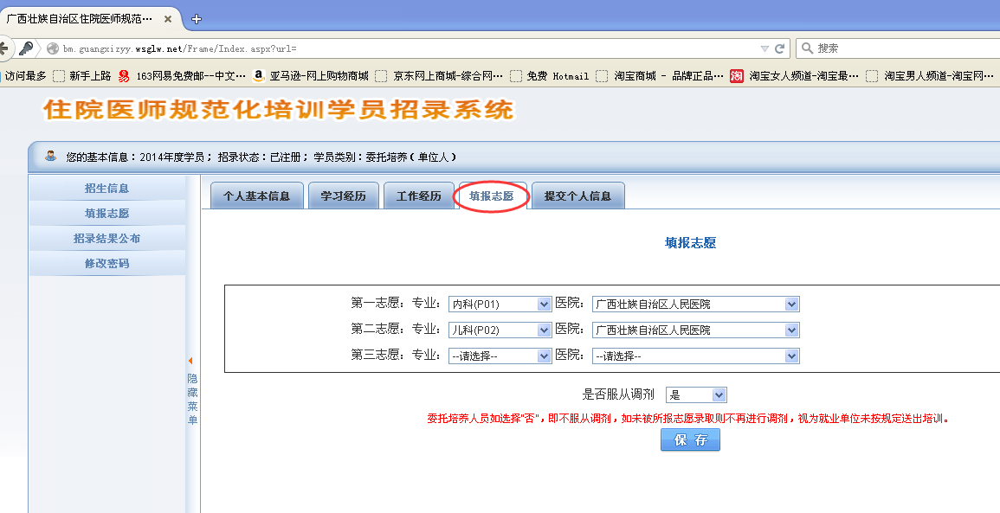 广西壮族自治区住院医师规范…
bm.guangxizyy.wsglw.net/Frame/Index.aspx?url=
搜索
访问最多 新手上路 163网易免费邮--中文… 亚马逊-网上购物商城 京东网上商城-综合网… 免费 Hotmail 淘宝商城 - 品牌正品… 淘宝女人频道-淘宝最… 淘宝男人频道-淘宝网…
住院医师规范化培训学员招录系统
您的基本信息：2014年度学员； 招录状态：已注册； 学员类别：委托培养（单位人）
招生信息
填报志愿
招录结果公布
修改密码
隐藏菜单
个人基本信息 学习经历 工作经历 填报志愿 提交个人信息
填报志愿
第一志愿： 专业： 内科(P01) 医院： 广西壮族自治区人民医院
第二志愿： 专业： 儿科(P02) 医院： 广西壮族自治区人民医院
第三志愿： 专业： --请选择-- 医院： --请选择--
是否服从调剂 是
委托培养人员如选择"否"，即不服从调剂，如未被所报志愿录取则不再进行调剂，视为就业单位未按规定送出培训。
保 存